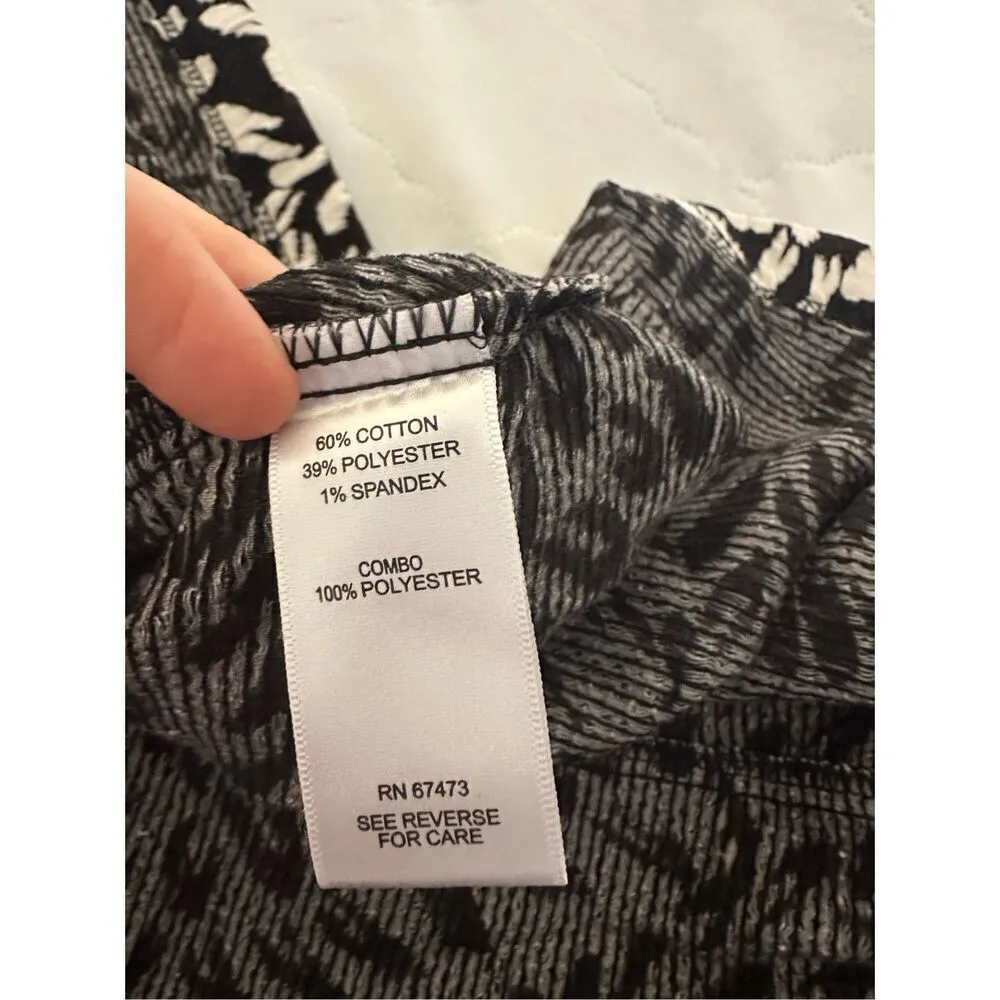 60% COTTON
39% POLYESTER
1% SPANDEX
COMBO
100% POLYESTER
RN 67473
SEE REVERSE
FOR CARE